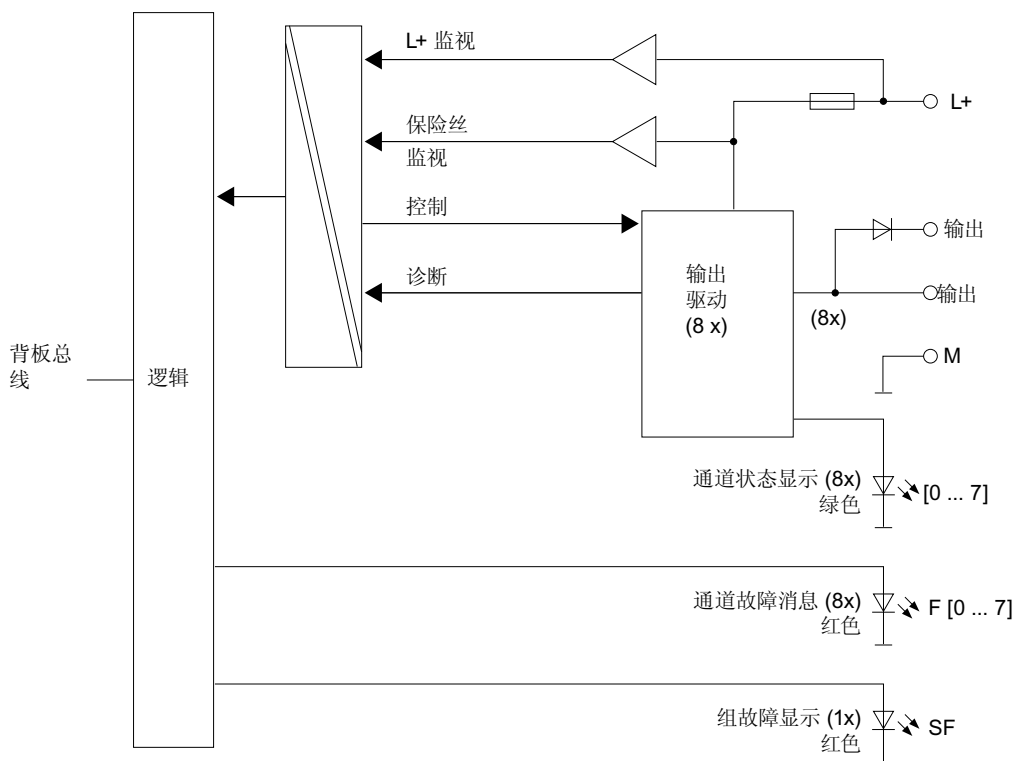 L+ 监视
L+
保险丝
监视
控制
输出
诊断
输出
驱动
(8 x)
输出
(8x)
M
背板总
线
逻辑
通道状态显示 (8x)
绿色
[0 ... 7]
通道故障消息 (8x)
红色
F [0 ... 7]
组故障显示 (1x)
红色
SF